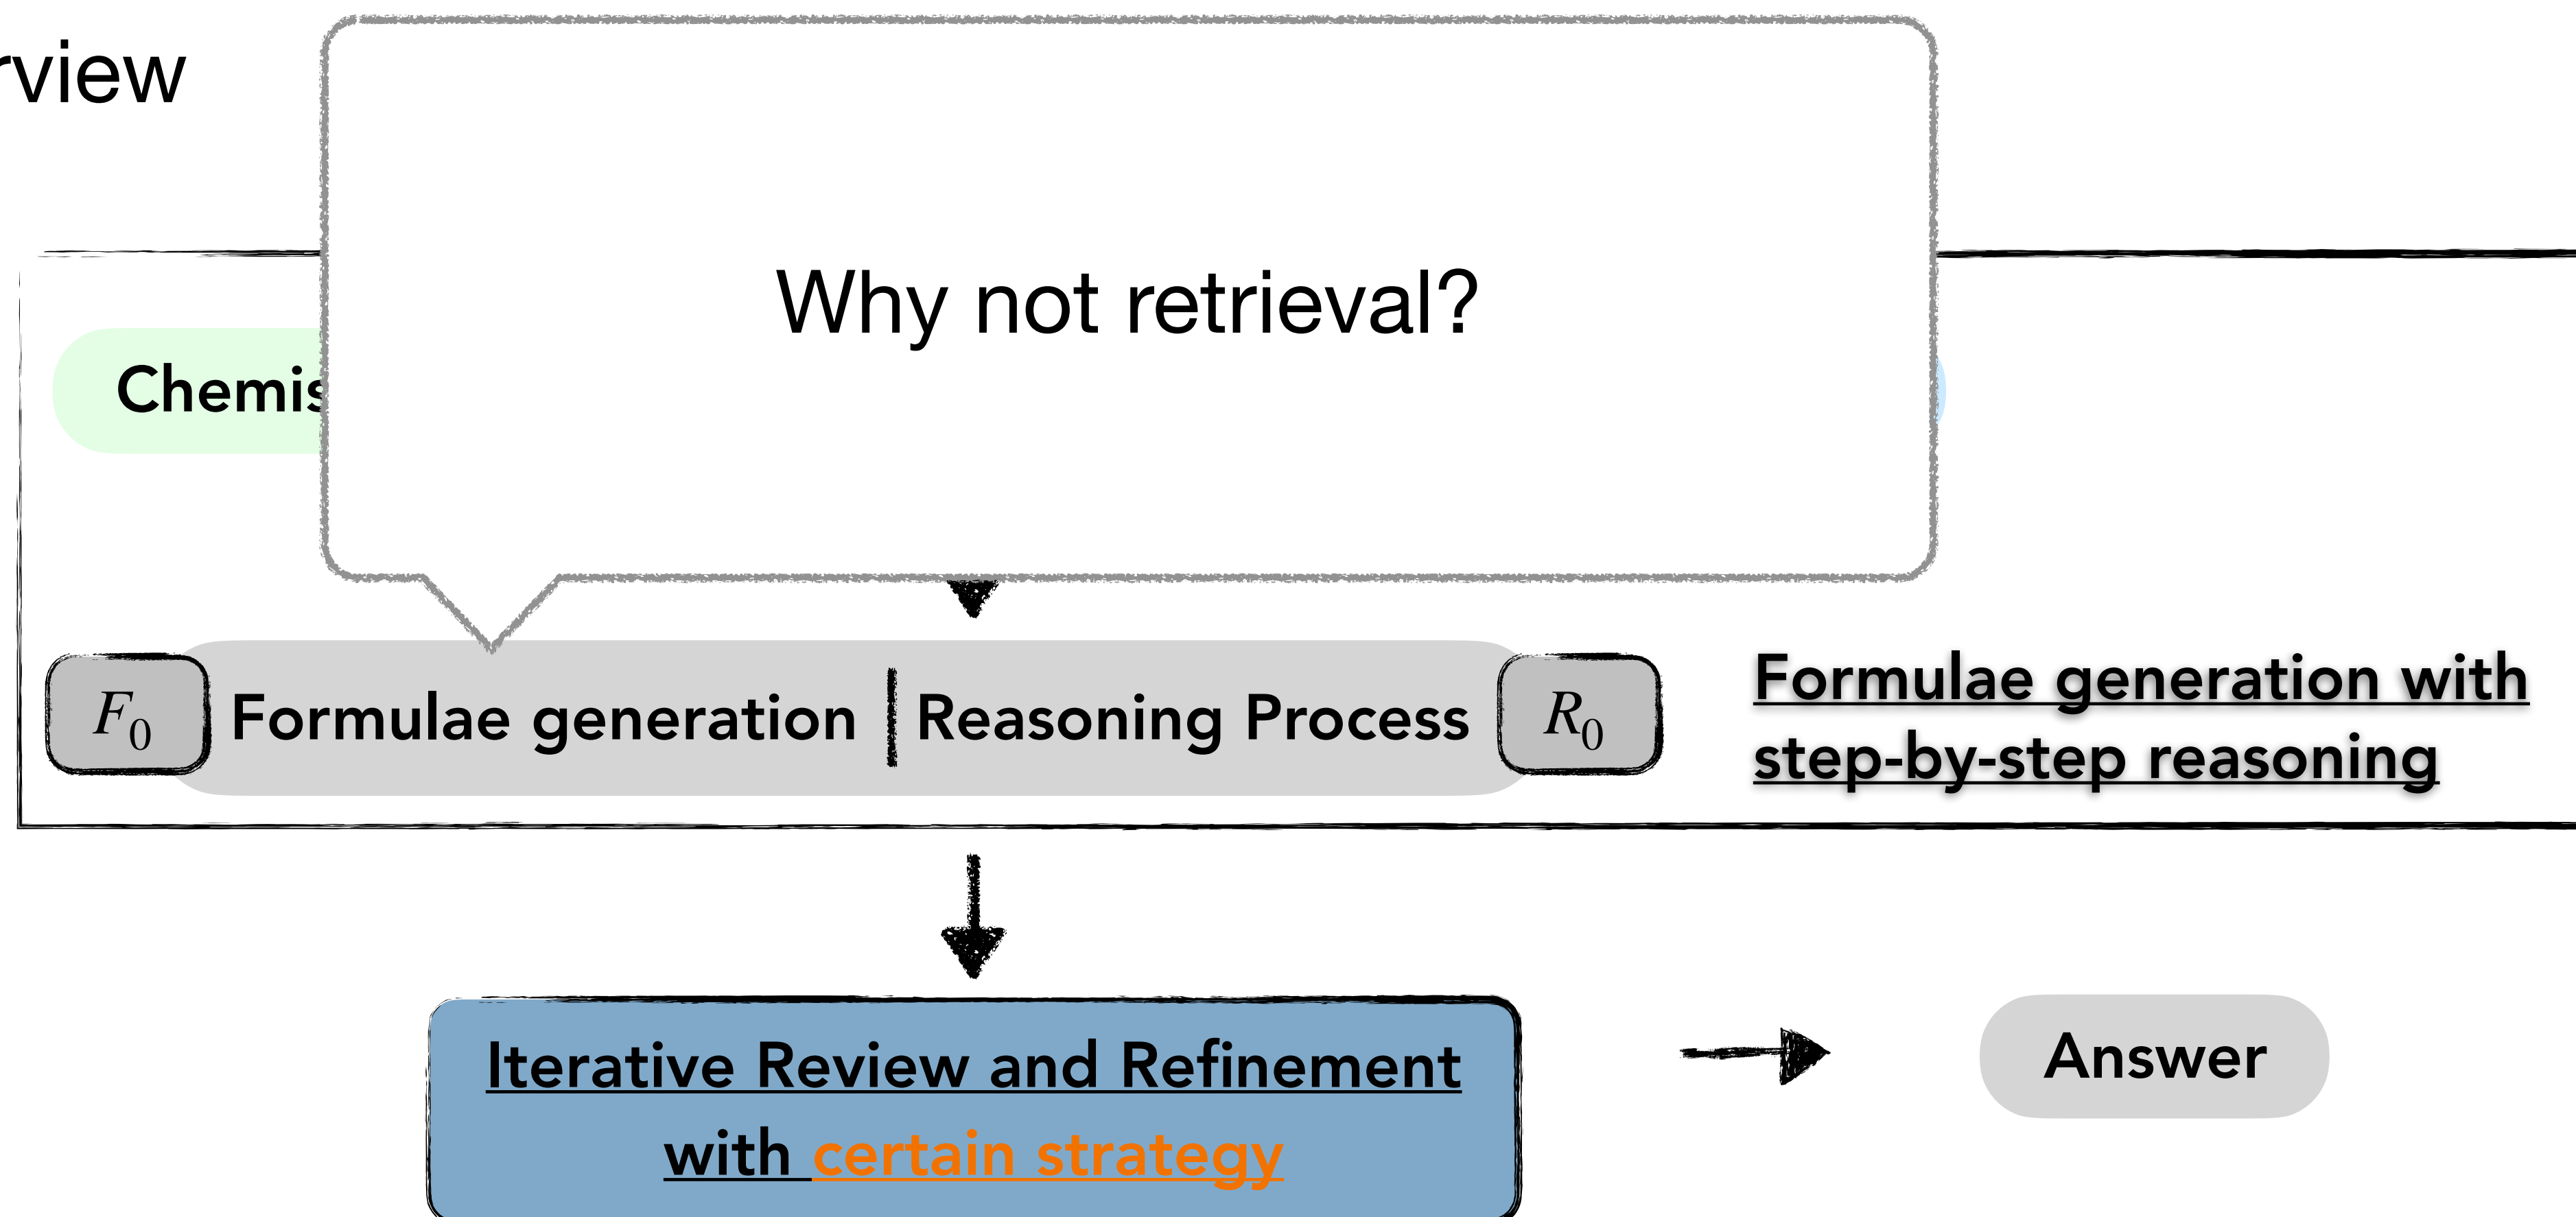 rview
Why not retrieval?
Chemis
F0 Formulae generation | Reasoning Process R0
Formulae generation with
step-by-step reasoning
Iterative Review and Refinement
with certain strategy
Answer